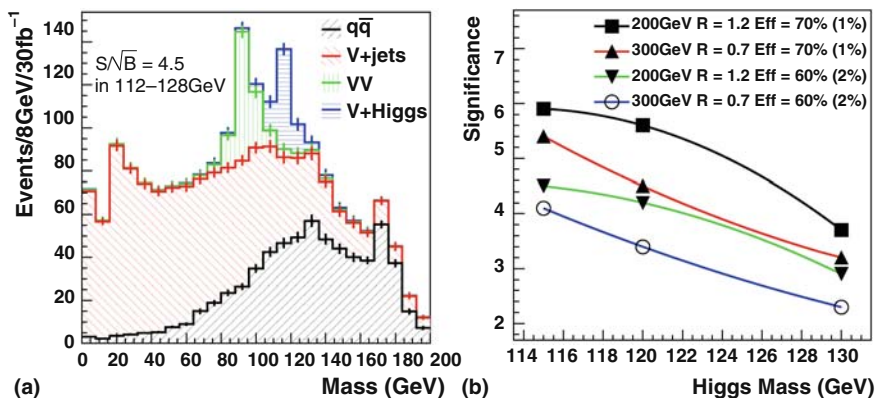 Events/8GeV/30fb⁻¹
140
120
100
80
60
40
20
0
S/√B = 4.5
in 112–128GeV
qq̅
V+jets
VV
V+Higgs
0 20 40 60 80 100 120 140 160 180 200
(a) Mass (GeV)
Significance
7
6
5
4
3
2
200GeV R = 1.2 Eff = 70% (1%)
300GeV R = 0.7 Eff = 70% (1%)
200GeV R = 1.2 Eff = 60% (2%)
300GeV R = 0.7 Eff = 60% (2%)
114 116 118 120 122 124 126 128 130
(b) Higgs Mass (GeV)